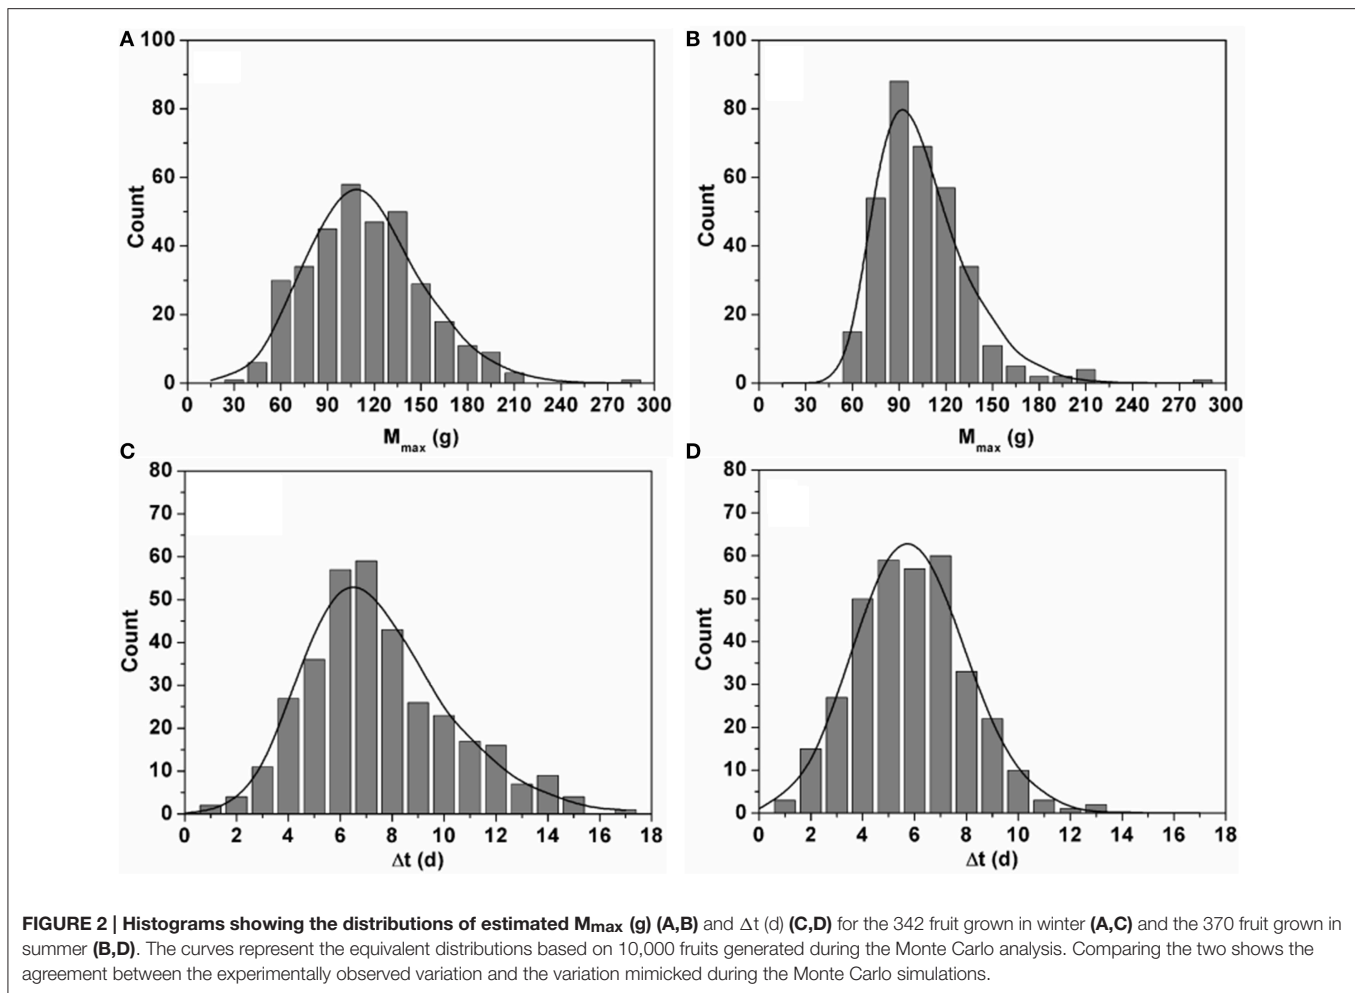 A
100
80
60
40
20
0
Count
0 30 60 90 120 150 180 210 240 270 300
Mmax (g)
B
100
80
60
40
20
0
Count
0 30 60 90 120 150 180 210 240 270 300
Mmax (g)
C
80
70
60
50
40
30
20
10
0
Count
0 2 4 6 8 10 12 14 16 18
Δt (d)
D
80
70
60
50
40
30
20
10
0
Count
0 2 4 6 8 10 12 14 16 18
Δt (d)
FIGURE 2 | Histograms showing the distributions of estimated Mmax (g) (A,B) and Δt (d) (C,D) for the 342 fruit grown in winter (A,C) and the 370 fruit grown in
summer (B,D). The curves represent the equivalent distributions based on 10,000 fruits generated during the Monte Carlo analysis. Comparing the two shows the
agreement between the experimentally observed variation and the variation mimicked during the Monte Carlo simulations.